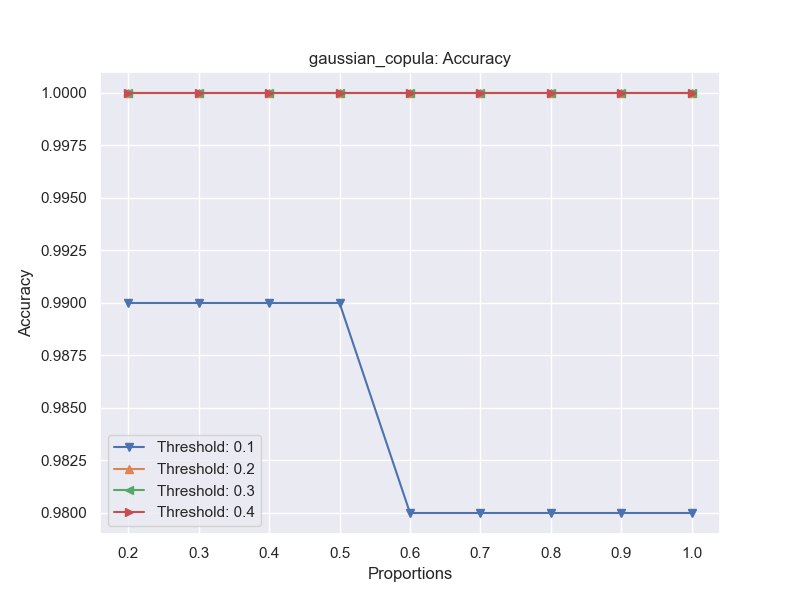 gaussian_copula: Accuracy
1.0000
0.9975
0.9950
0.9925
0.9900
0.9875
0.9850
0.9825
0.9800
Accuracy
Threshold: 0.1
Threshold: 0.2
Threshold: 0.3
Threshold: 0.4
0.2 0.3 0.4 0.5 0.6 0.7 0.8 0.9 1.0
Proportions